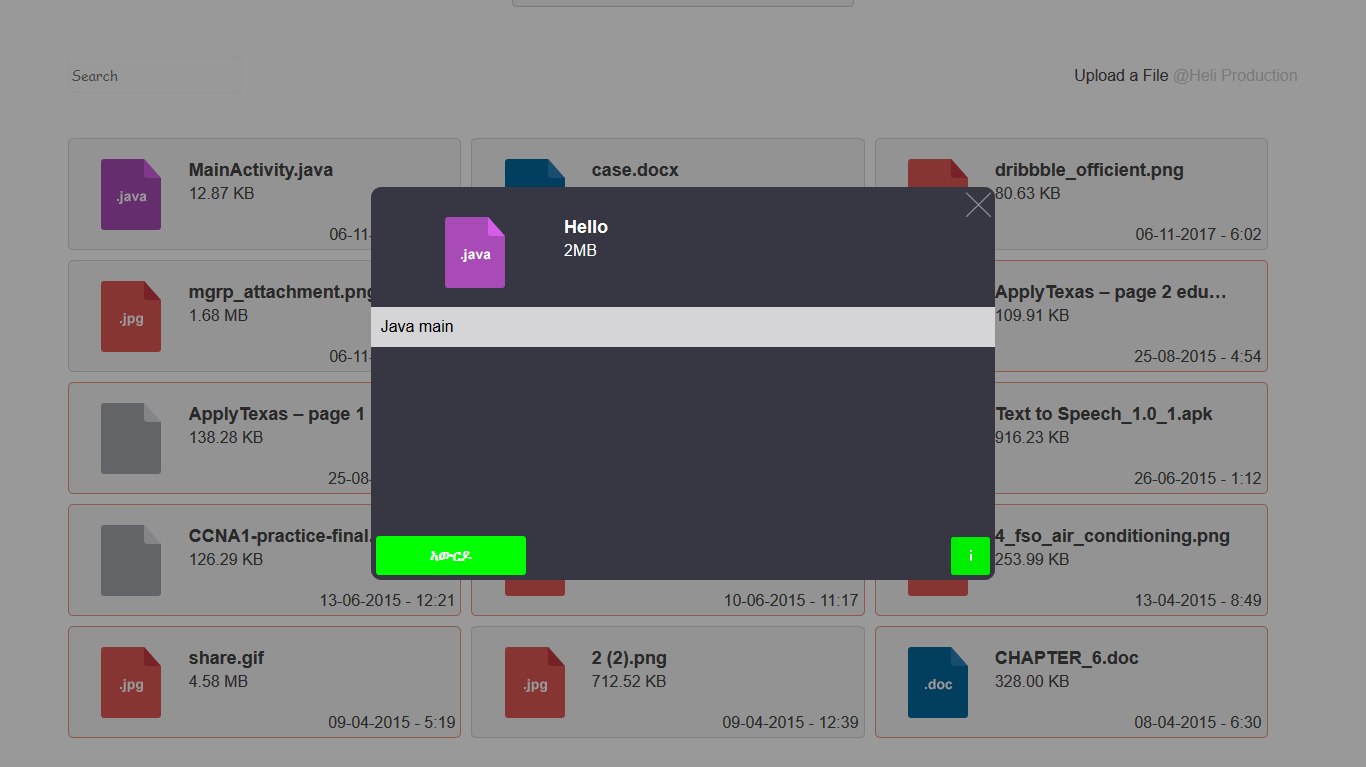 Search
Upload a File @Heli Production
MainActivity.java
12.87 KB
06-11-
case.docx
dribbble_officient.png
80.63 KB
06-11-2017 - 6:02
.java
Hello
2MB
.java
Java main
mgrp_attachment.png
1.68 MB
.jpg
06-11-
ApplyTexas – page 2 edu…
109.91 KB
25-08-2015 - 4:54
ApplyTexas – page 1
138.28 KB
25-08-
Text to Speech_1.0_1.apk
916.23 KB
26-06-2015 - 1:12
አውርዶ
i
CCNA1-practice-final.
126.29 KB
13-06-2015 - 12:21
10-06-2015 - 11:17
4_fso_air_conditioning.png
253.99 KB
13-04-2015 - 8:49
share.gif
4.58 MB
.jpg
09-04-2015 - 5:19
2 (2).png
712.52 KB
.jpg
09-04-2015 - 12:39
CHAPTER_6.doc
328.00 KB
.doc
08-04-2015 - 6:30